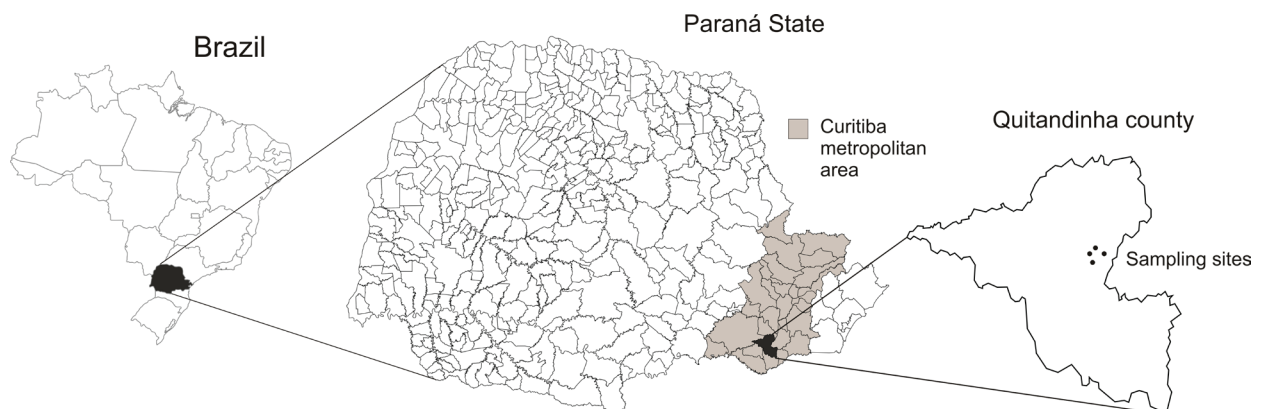 Brazil
Paraná State
Curitiba
metropolitan
area
Quitandinha county
Sampling sites